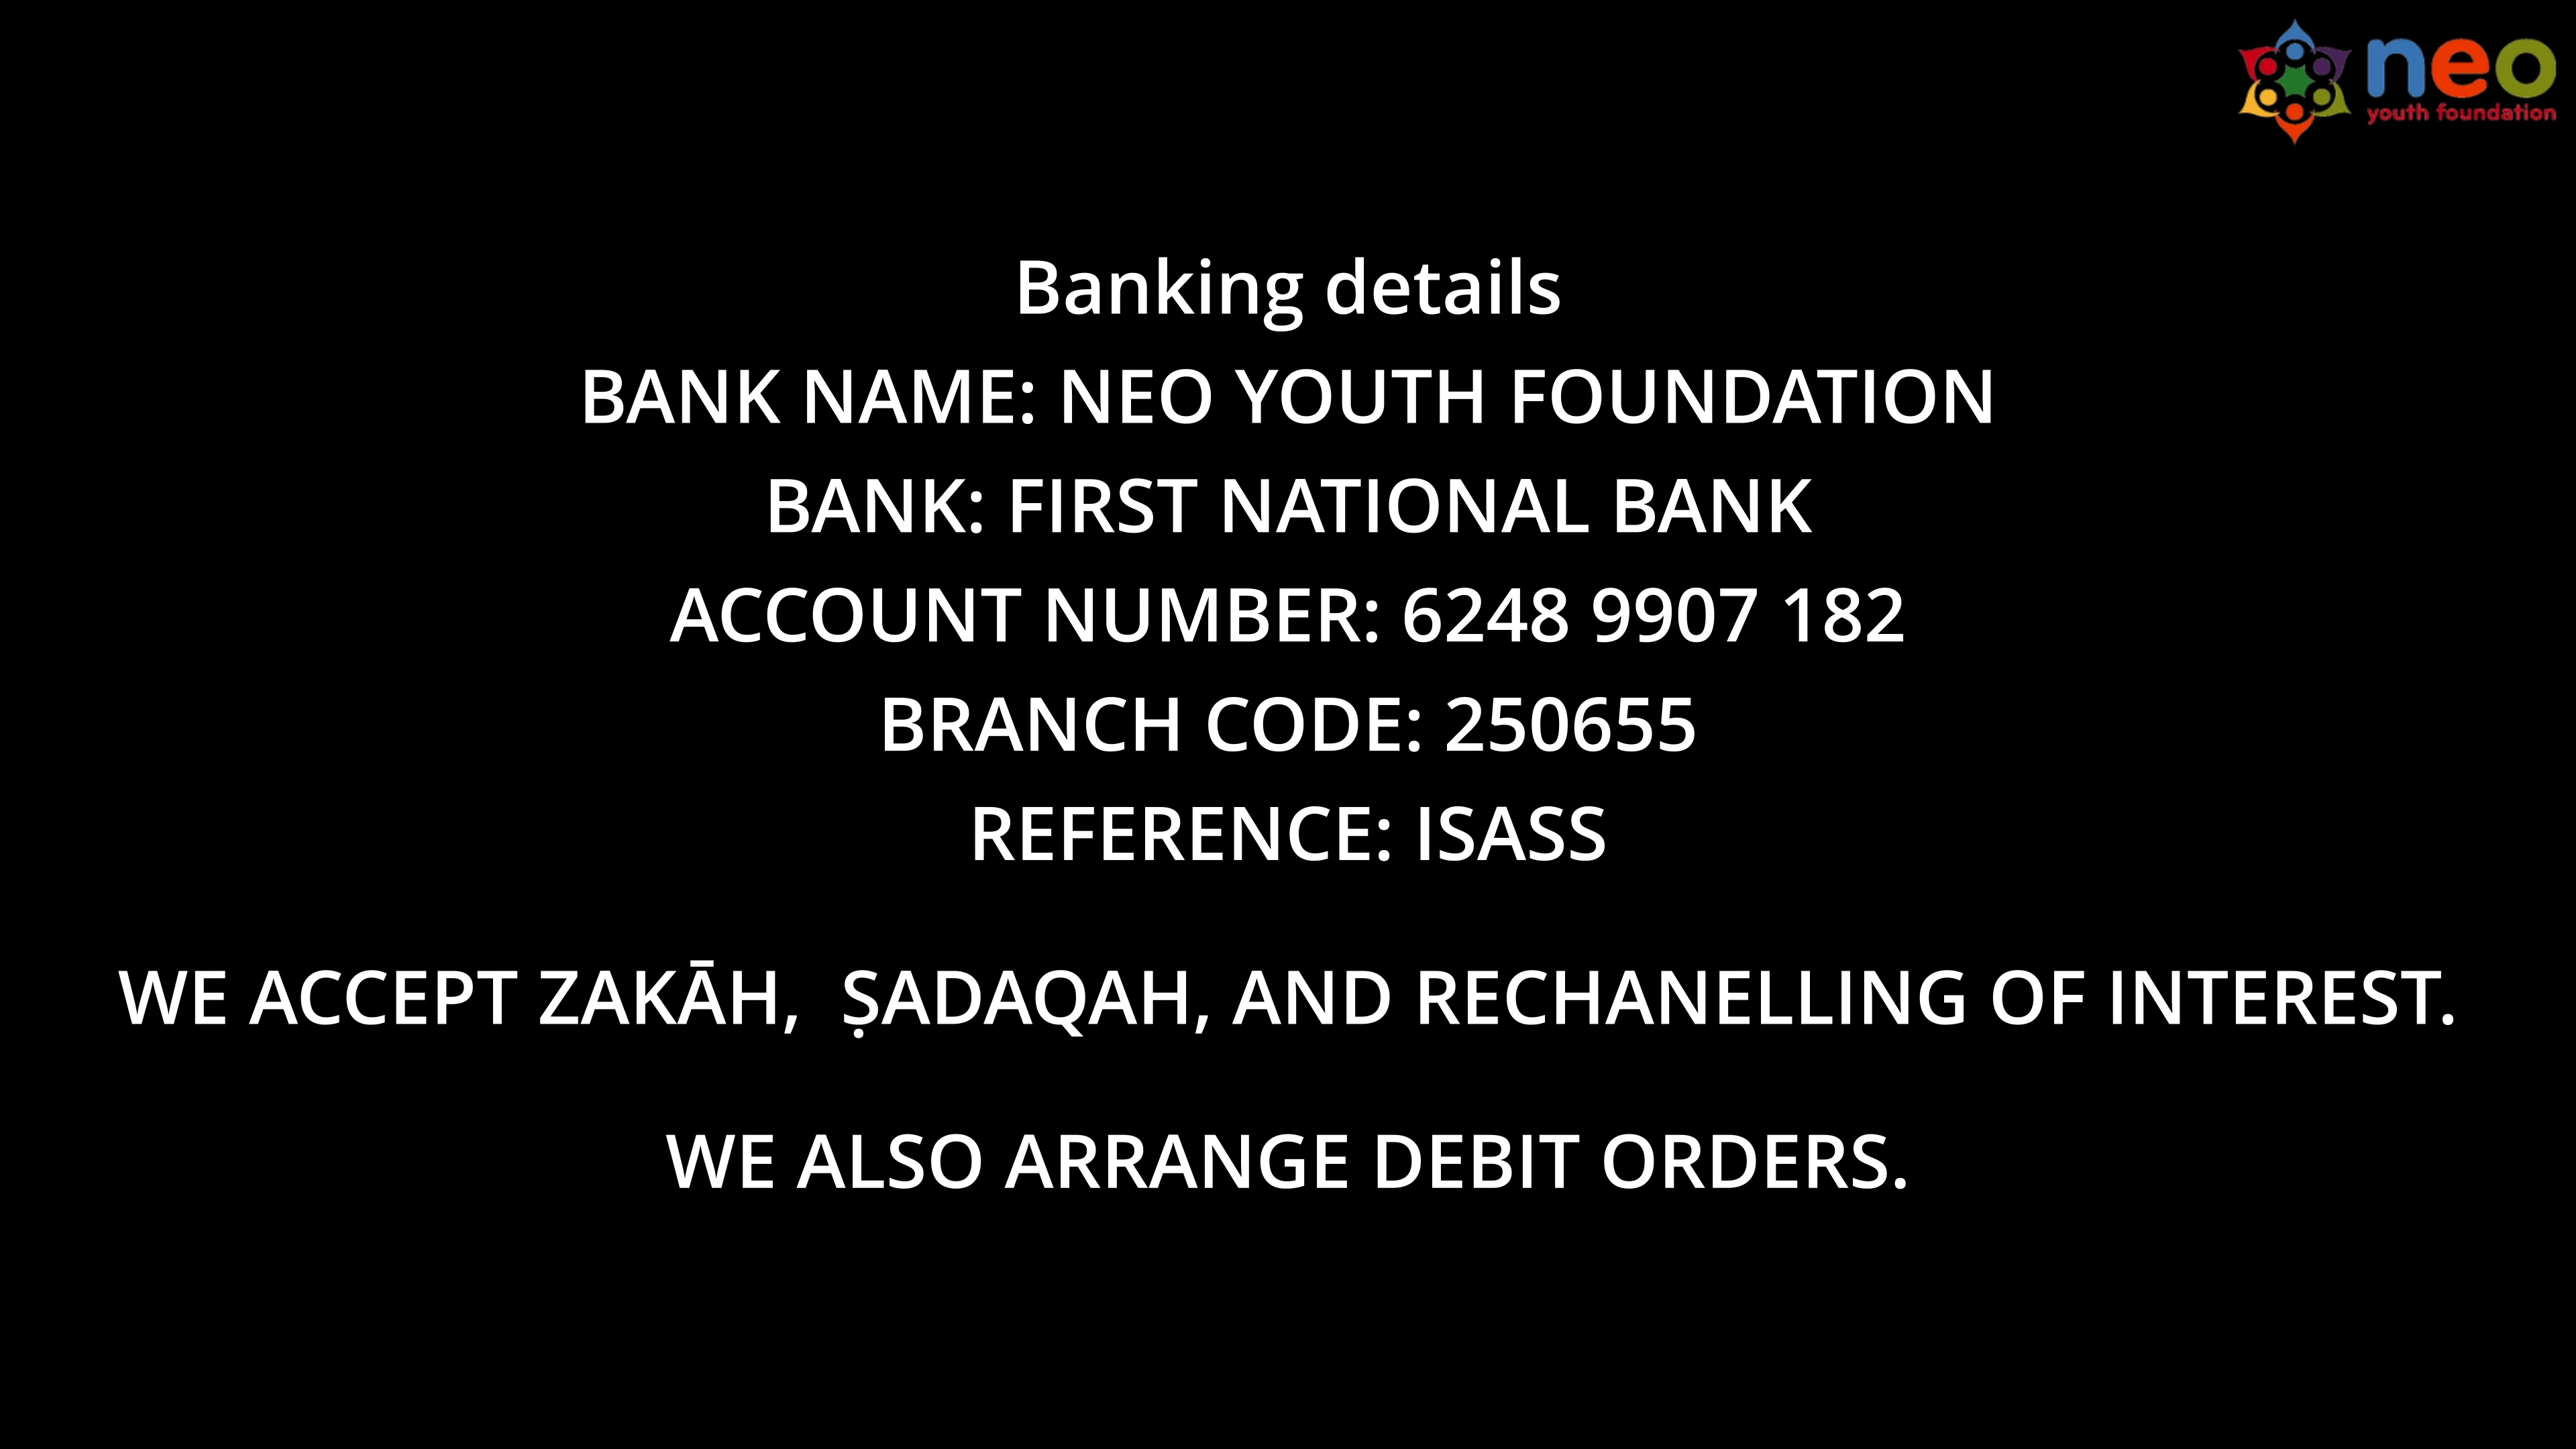 neo
youth foundation
Banking details
BANK NAME: NEO YOUTH FOUNDATION
BANK: FIRST NATIONAL BANK
ACCOUNT NUMBER: 6248 9907 182
BRANCH CODE: 250655
REFERENCE: ISASS
WE ACCEPT ZAKĀH,  ṢADAQAH, AND RECHANELLING OF INTEREST.
WE ALSO ARRANGE DEBIT ORDERS.